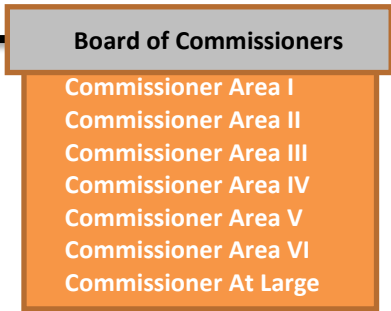 Board of Commissioners
Commissioner Area I
Commissioner Area II
Commissioner Area III
Commissioner Area IV
Commissioner Area V
Commissioner Area VI
Commissioner At Large